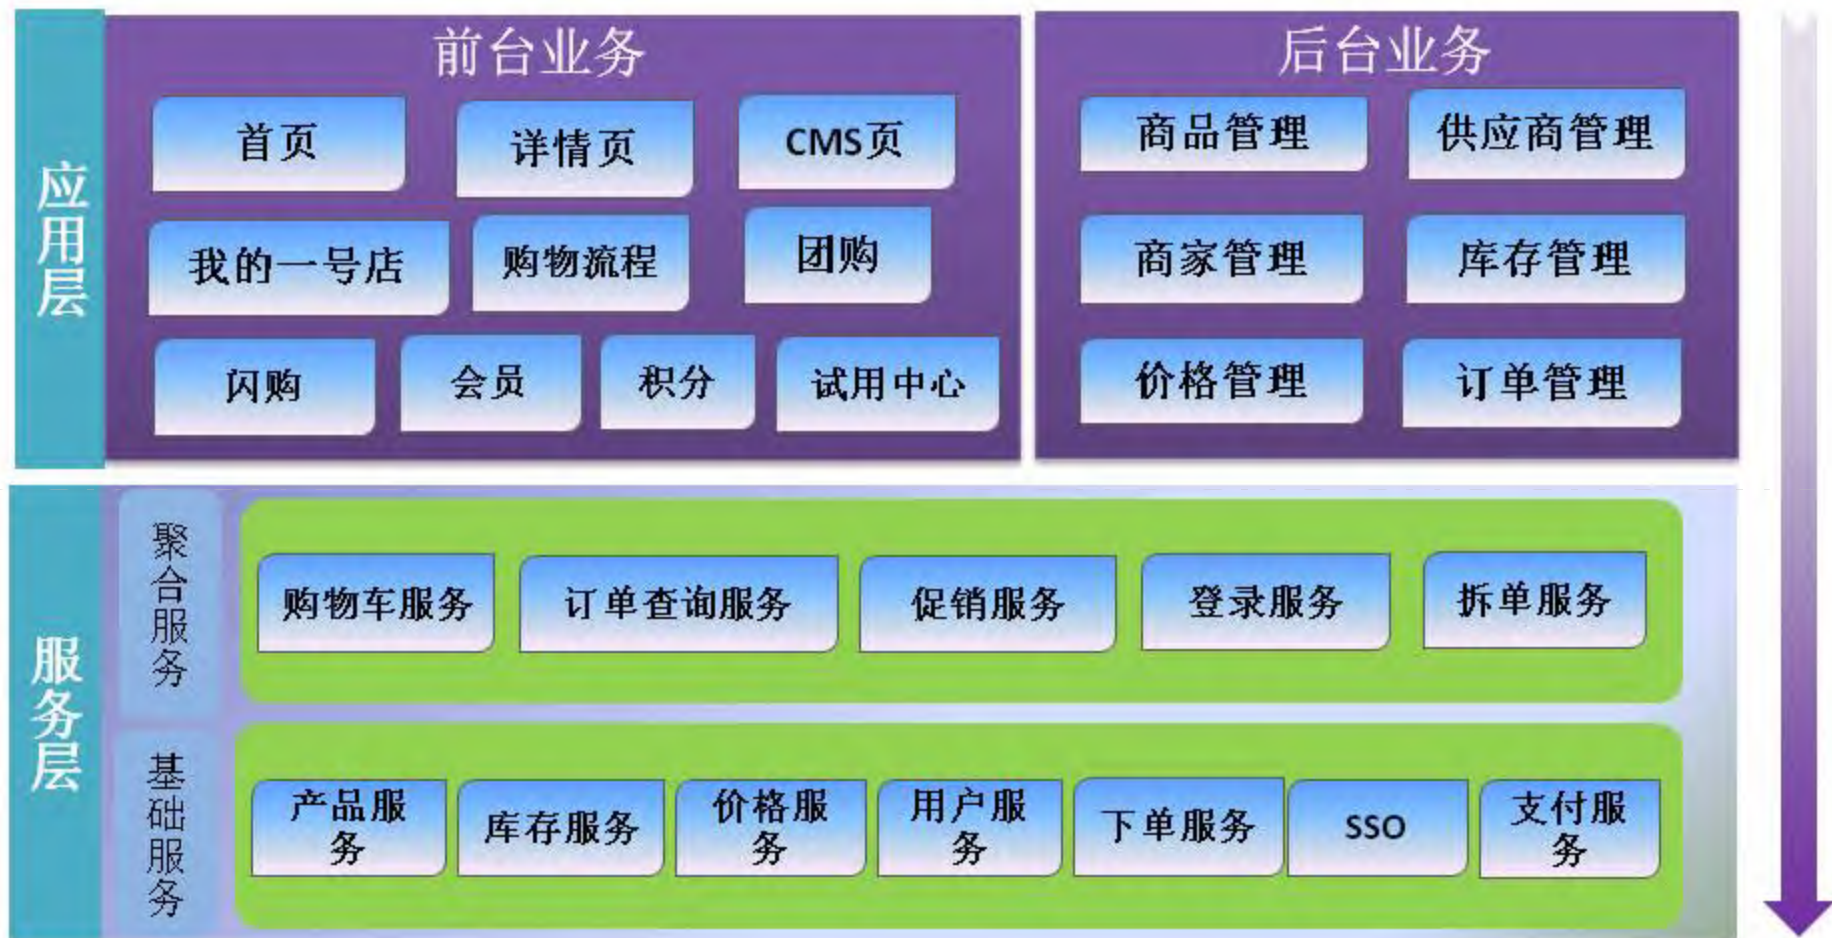 应用层
前台业务
首页
详情页
CMS页
我的一号店
购物流程
团购
闪购
会员
积分
试用中心
后台业务
商品管理
供应商管理
商家管理
库存管理
价格管理
订单管理
服务层
聚合服务
购物车服务
订单查询服务
促销服务
登录服务
拆单服务
基础服务
产品服
务
库存服务
价格服
务
用户服
务
下单服务
SSO
支付服
务